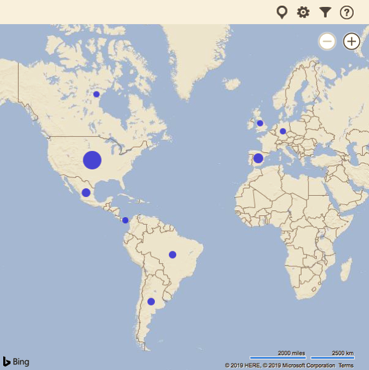 2000 miles
2500 km
Bing
© 2019 HERE, © 2019 Microsoft Corporation Terms